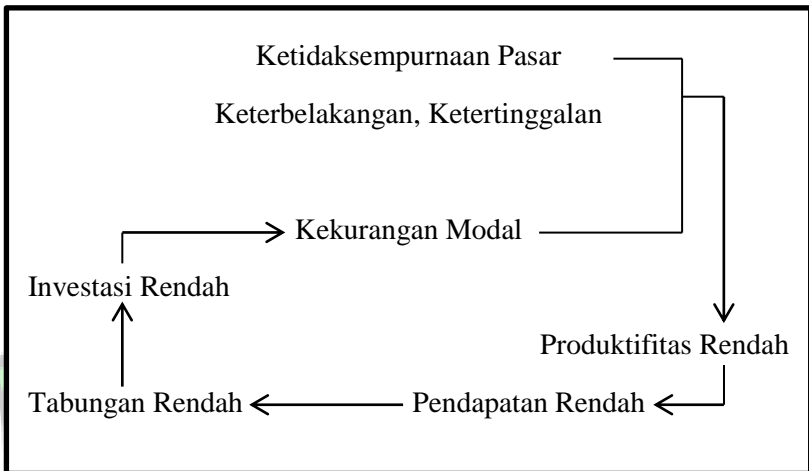 Ketidaksempurnaan Pasar
Keterbelakangan, Ketertinggalan
Kekurangan Modal
Investasi Rendah
Produktifitas Rendah
Tabungan Rendah
Pendapatan Rendah